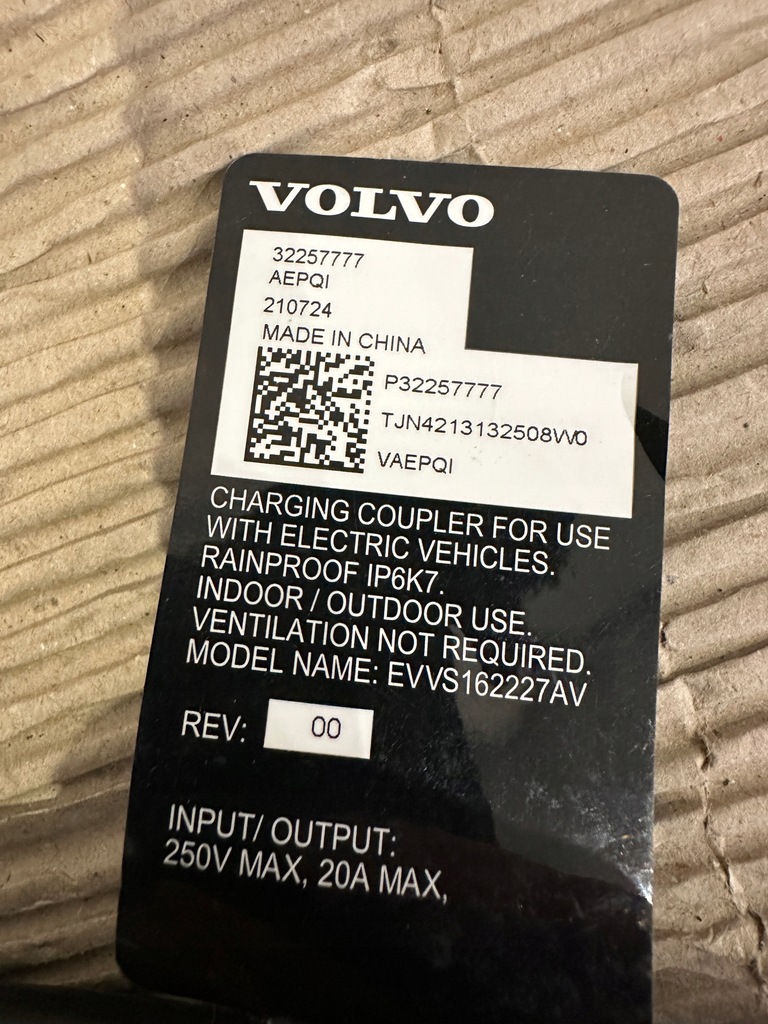 VOLVO
32257777
AEPQI
210724
MADE IN CHINA
P32257777
TJN4213132508W0
VAEPQI
CHARGING COUPLER FOR USE
WITH ELECTRIC VEHICLES.
RAINPROOF IP6K7.
INDOOR / OUTDOOR USE.
VENTILATION NOT REQUIRED.
MODEL NAME: EVVS162227AV
REV: 00
INPUT/ OUTPUT:
250V MAX, 20A MAX,